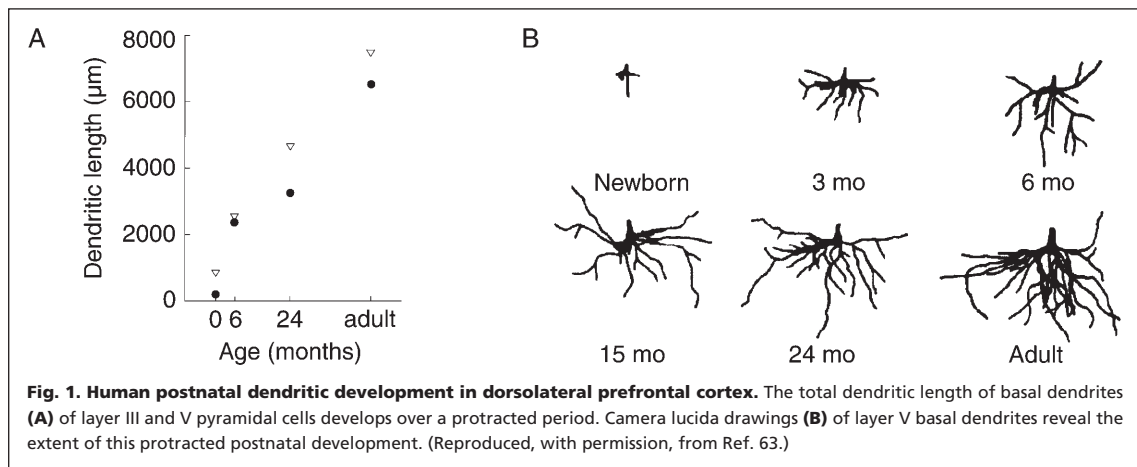 A
B
Dendritic length (µm)
8000
6000
4000
2000
0
0 6 24 adult
Age (months)
Newborn 3 mo 6 mo
15 mo 24 mo Adult
Fig. 1. Human postnatal dendritic development in dorsolateral prefrontal cortex. The total dendritic length of basal dendrites
(A) of layer III and V pyramidal cells develops over a protracted period. Camera lucida drawings (B) of layer V basal dendrites reveal the
extent of this protracted postnatal development. (Reproduced, with permission, from Ref. 63.)